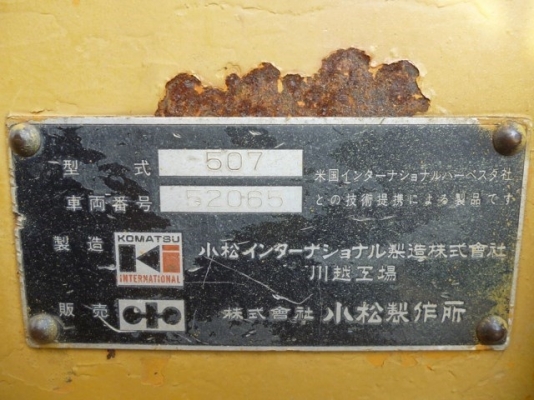 型式 507
米国インターナショナルハーベスタ社
車両番号 52065
との技術提携による製品です
製造 KOMATSU
INTERNATIONAL
小松インターナショナル製造株式會社
川越工場
販売 株式會社 小松製作所